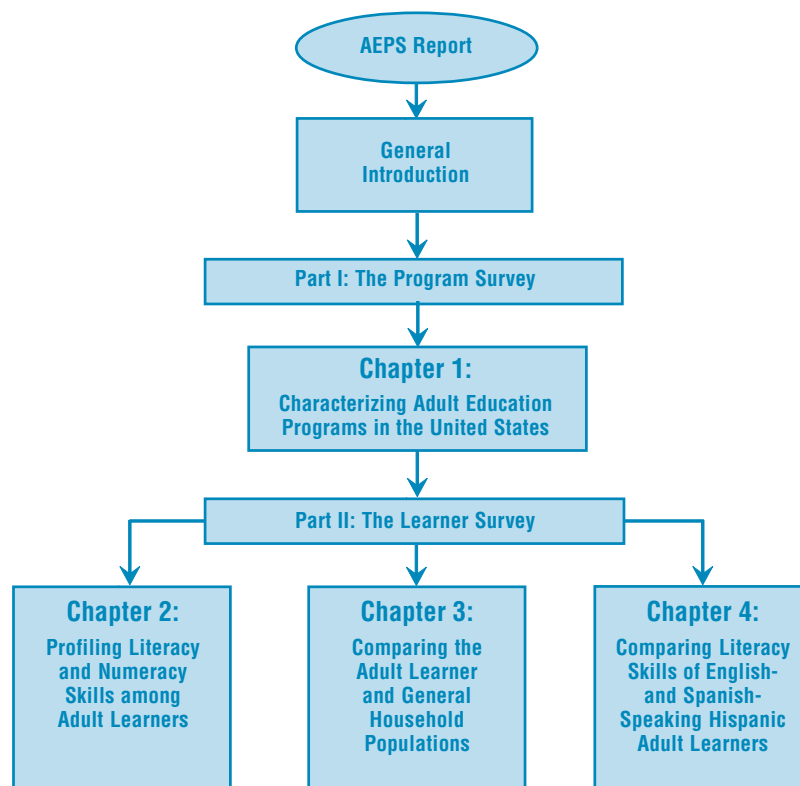 AEPS Report
General
Introduction
Part I: The Program Survey
Chapter 1:
Characterizing Adult Education
Programs in the United States
Part II: The Learner Survey
Chapter 2:
Profiling Literacy
and Numeracy
Skills among
Adult Learners
Chapter 3:
Comparing the
Adult Learner
and General
Household
Populations
Chapter 4:
Comparing Literacy
Skills of English-
and Spanish-
Speaking Hispanic
Adult Learners